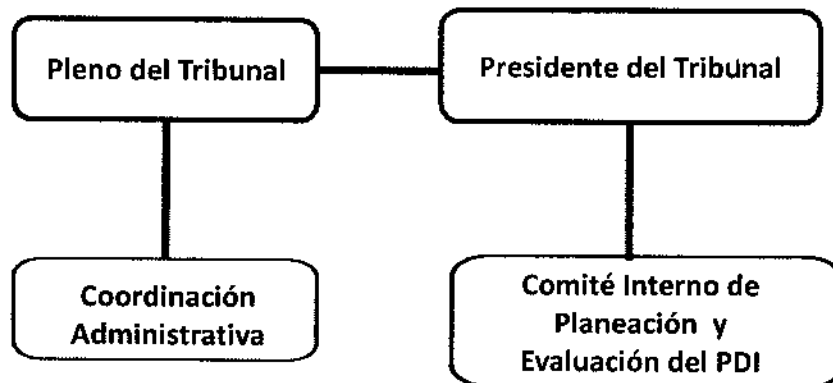 Pleno del Tribunal
Presidente del Tribunal
Coordinación
Administrativa
Comité Interno de
Planeación y
Evaluación del PDI